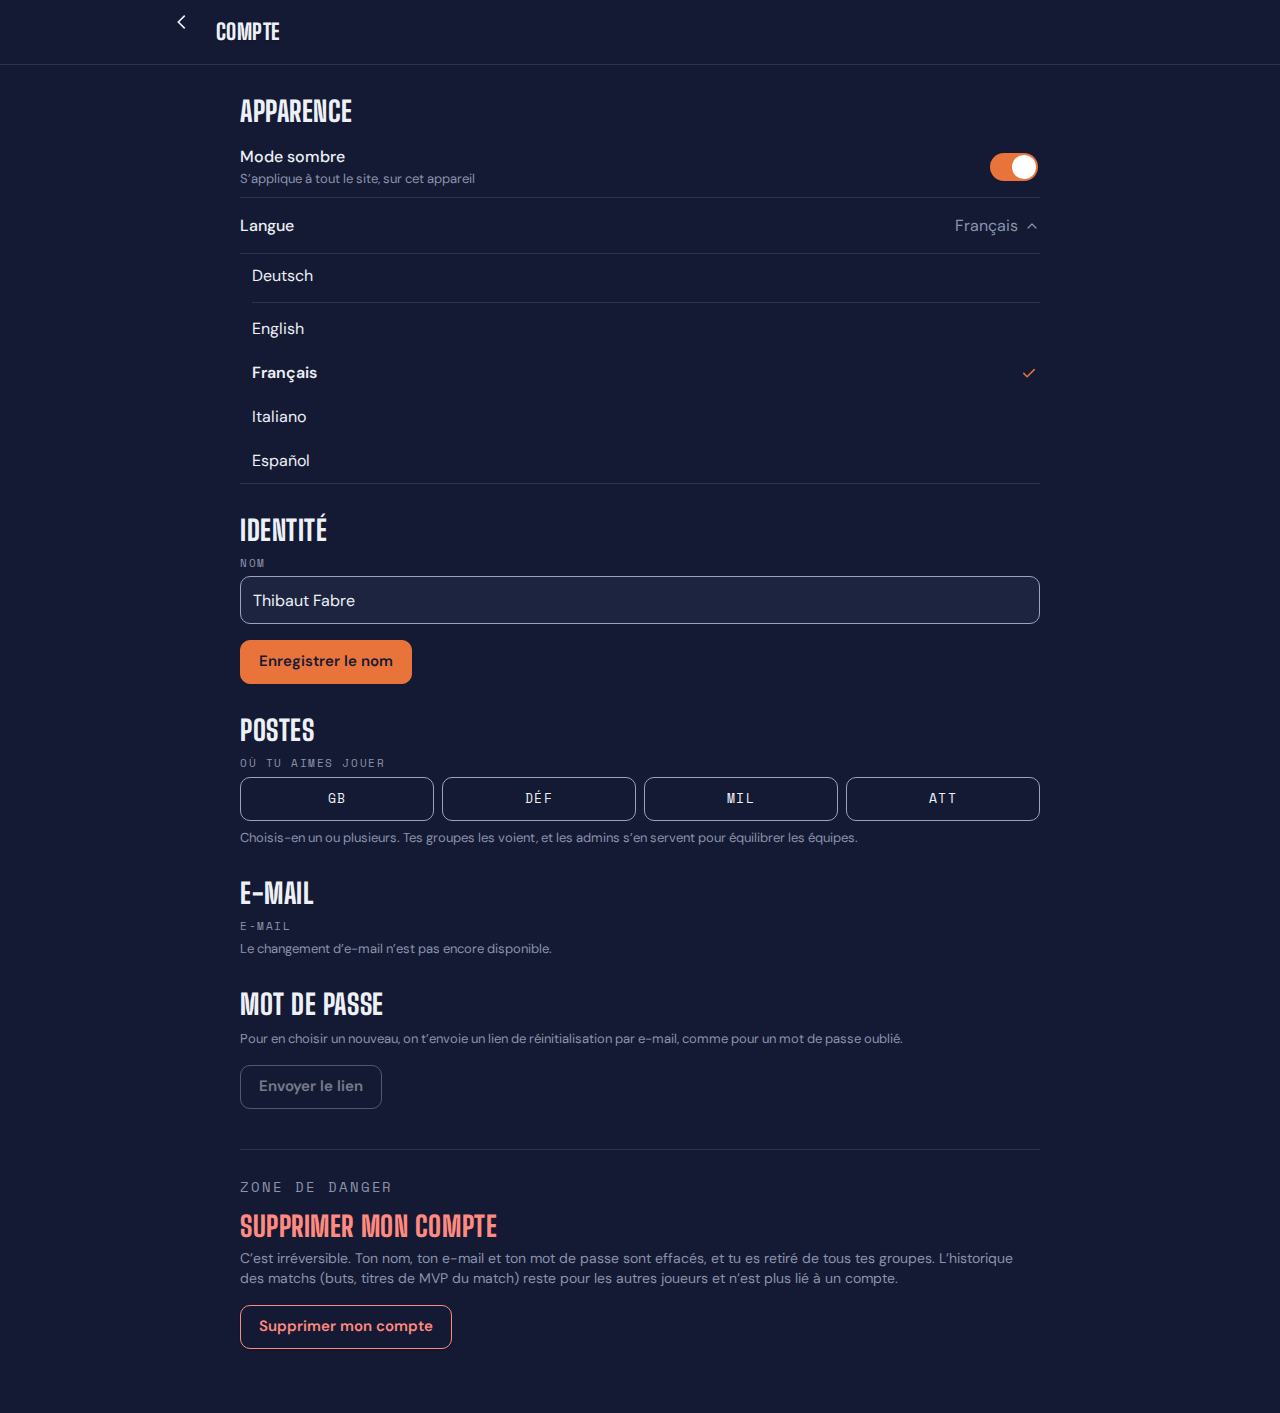 COMPTE
APPARENCE
Mode sombre
S’applique à tout le site, sur cet appareil
Langue
Français
Deutsch
English
Français
Italiano
Español
IDENTITÉ
NOM
Thibaut Fabre
Enregistrer le nom
POSTES
OÙ TU AIMES JOUER
GB
DÉF
MIL
ATT
Choisis-en un ou plusieurs. Tes groupes les voient, et les admins s’en servent pour équilibrer les équipes.
E-MAIL
E-MAIL
Le changement d’e-mail n’est pas encore disponible.
MOT DE PASSE
Pour en choisir un nouveau, on t’envoie un lien de réinitialisation par e-mail, comme pour un mot de passe oublié.
Envoyer le lien
ZONE DE DANGER
SUPPRIMER MON COMPTE
C’est irréversible. Ton nom, ton e-mail et ton mot de passe sont effacés, et tu es retiré de tous tes groupes. L’historique
des matchs (buts, titres de MVP du match) reste pour les autres joueurs et n’est plus lié à un compte.
Supprimer mon compte